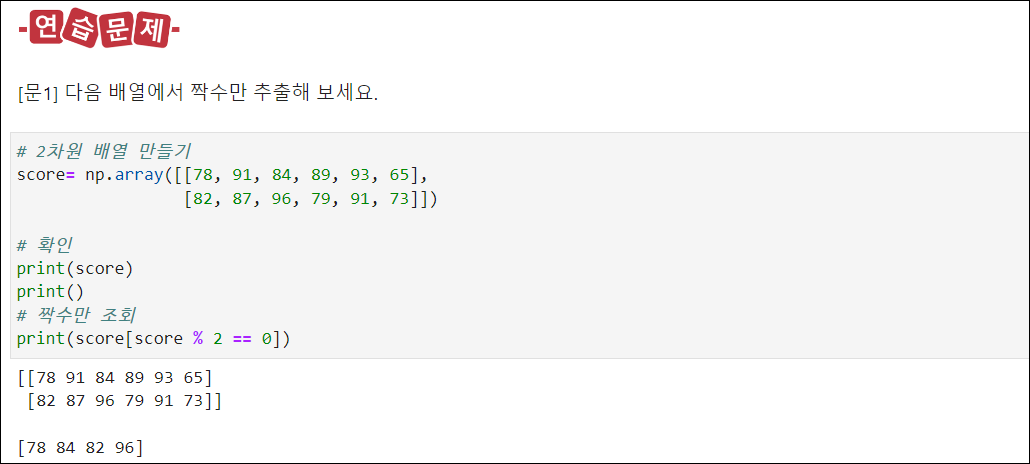 -연습문제-
[문1] 다음 배열에서 짝수만 추출해 보세요.
# 2차원 배열 만들기
score= np.array([[78, 91, 84, 89, 93, 65],
                 [82, 87, 96, 79, 91, 73]])
# 확인
print(score)
print()
# 짝수만 조회
print(score[score % 2 == 0])
[[78 91 84 89 93 65]
 [82 87 96 79 91 73]]
[78 84 82 96]